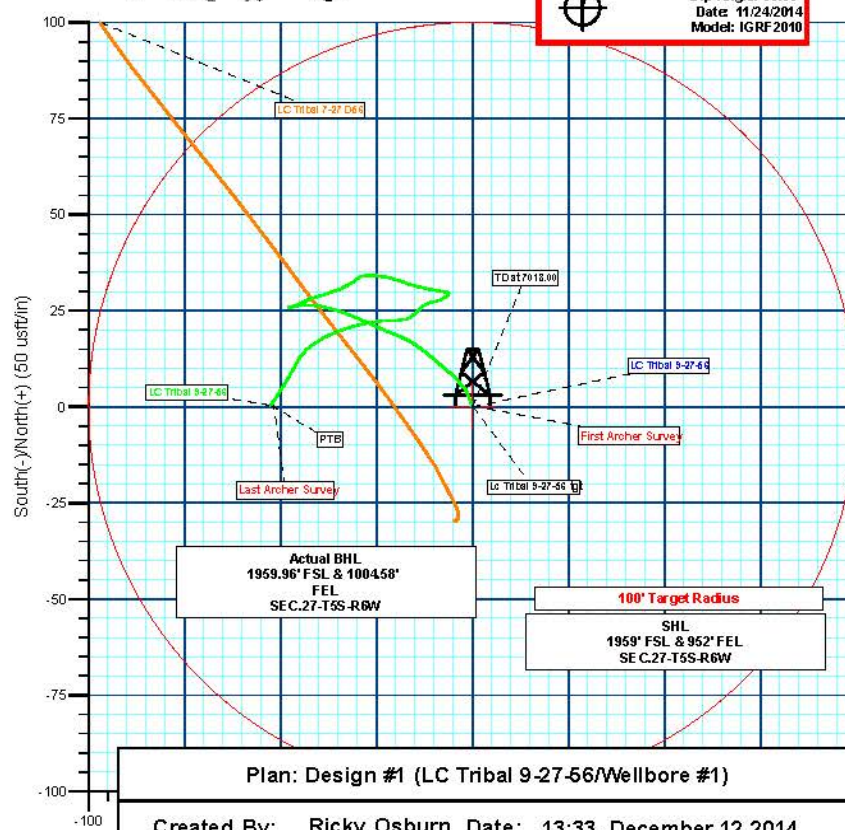 Date: 11/24/2014
Model: IGRF2010
100
75
50
25
0
-25
-50
-75
-100
-100
South(-)/North(+) (50 usft/in)
LC Tribal 7-27 D56
TD at 7018.00
LC Tribal 9-27-56
LC Tribal 9-27-56
PTB
First Archer Survey
Last Archer Survey
Lc Tribal 9-27-56 tgt
Actual BHL
1959.96' FSL & 1004.58'
FEL
SEC.27-T5S-R6W
100' Target Radius
SHL
1959' FSL & 952' FEL
SEC.27-T5S-R6W
Plan: Design #1 (LC Tribal 9-27-56/Wellbore #1)
Created By: Ricky Osburn Date: 13:33, December 12 2014